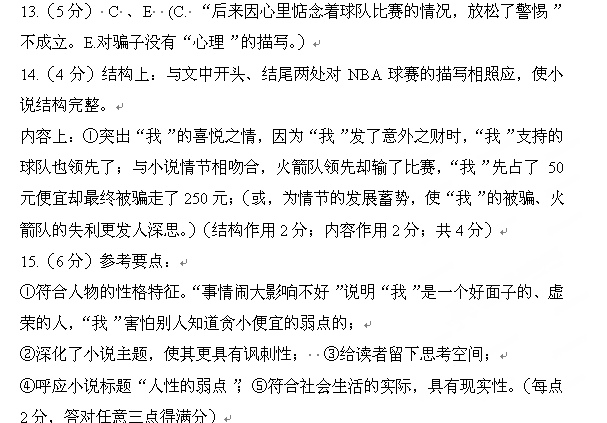 13.（5 分）·C·、E··(C.·“后来因心里惦念着球队比赛的情况，放松了警惕”
不成立。E.对骗子没有“心理”的描写。）
14.（4 分）结构上：与文中开头、结尾两处对 NBA 球赛的描写相照应，使小
说结构完整。
内容上：①突出“我”的喜悦之情，因为“我”发了意外之财时，“我”支持的
球队也领先了；与小说情节相吻合，火箭队领先却输了比赛，“我”先占了 50
元便宜却最终被骗走了 250 元；（或，为情节的发展蓄势，使“我”的被骗、火
箭队的失利更发人深思。）（结构作用 2 分；内容作用 2 分；共 4 分）
15.（6 分）参考要点：
①符合人物的性格特征。“事情闹大影响不好”说明“我”是一个好面子的、虚
荣的人，“我”害怕别人知道贪小便宜的弱点的；
②深化了小说主题，使其更具有讽刺性；··③给读者留下思考空间；
④呼应小说标题“人性的弱点”；⑤符合社会生活的实际，具有现实性。（每点
2 分，答对任意三点得满分）